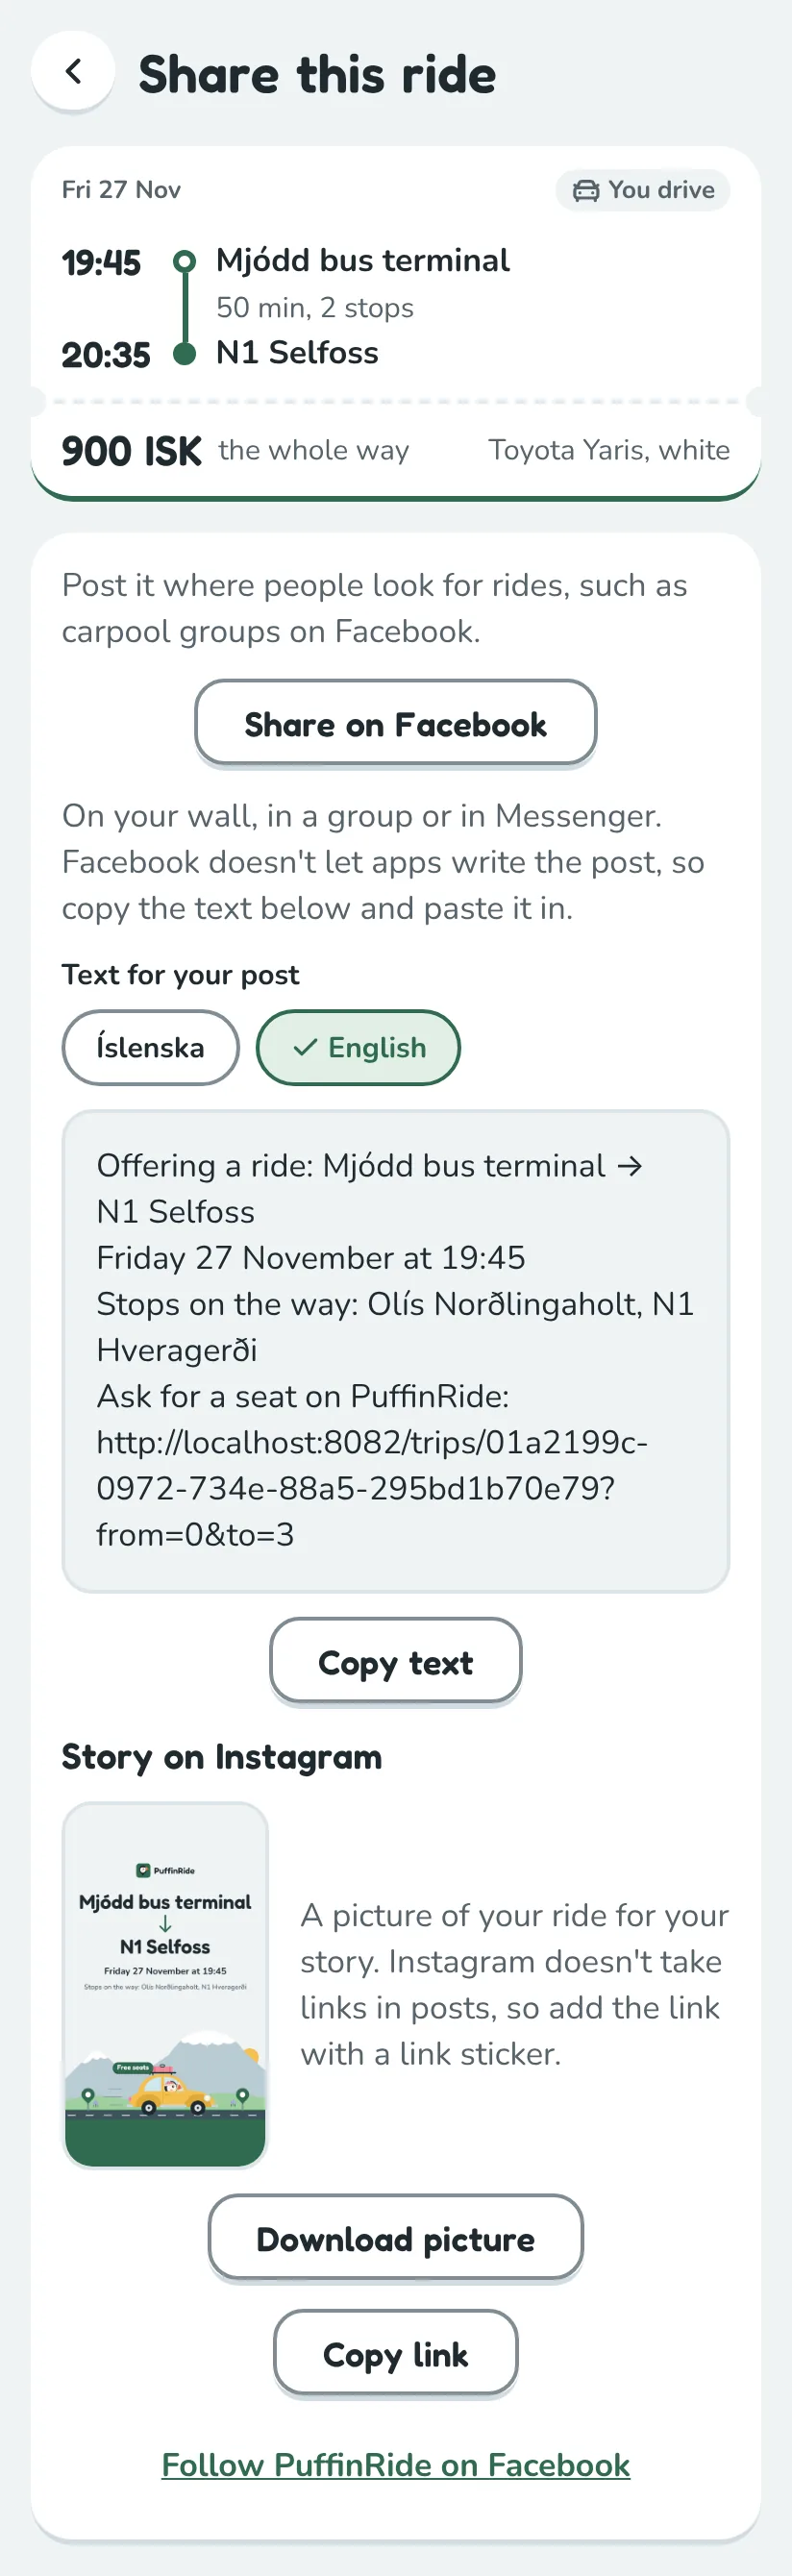 Share this ride
Fri 27 Nov
You drive
19:45 Mjódd bus terminal
50 min, 2 stops
20:35 N1 Selfoss
900 ISK the whole way
Toyota Yaris, white
Post it where people look for rides, such as
carpool groups on Facebook.
Share on Facebook
On your wall, in a group or in Messenger.
Facebook doesn't let apps write the post, so
copy the text below and paste it in.
Text for your post
Íslenska
English
Offering a ride: Mjódd bus terminal →
N1 Selfoss
Friday 27 November at 19:45
Stops on the way: Olís Norðlingaholt, N1
Hveragerði
Ask for a seat on PuffinRide:
http://localhost:8082/trips/01a2199c-
0972-734e-88a5-295bd1b70e79?
from=0&to=3
Copy text
Story on Instagram
PuffinRide
Mjódd bus terminal
↓
N1 Selfoss
Friday 27 November at 19:45
Stops on the way: Olís Norðlingaholt, N1 Hveragerði
Free seats
A picture of your ride for your
story. Instagram doesn't take
links in posts, so add the link
with a link sticker.
Download picture
Copy link
Follow PuffinRide on Facebook